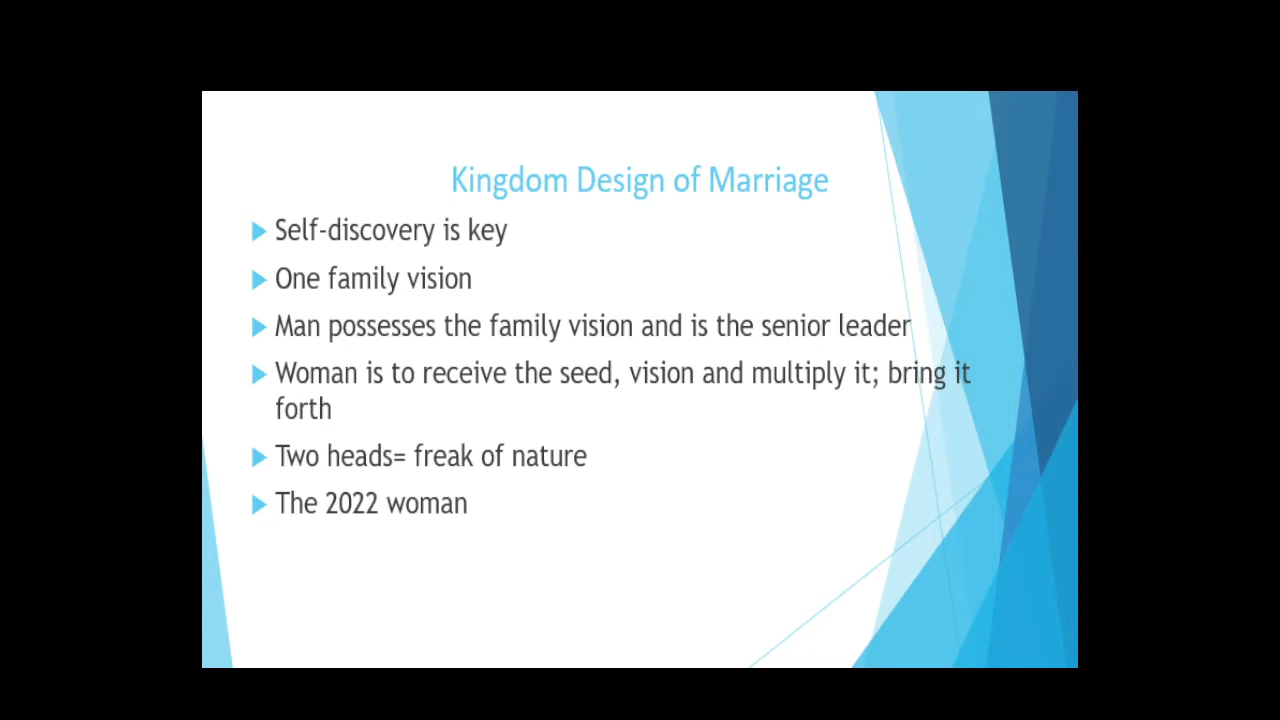 Kingdom Design of Marriage
Self-discovery is key
One family vision
Man possesses the family vision and is the senior leader
Woman is to receive the seed, vision and multiply it; bring it
forth
Two heads= freak of nature
The 2022 woman